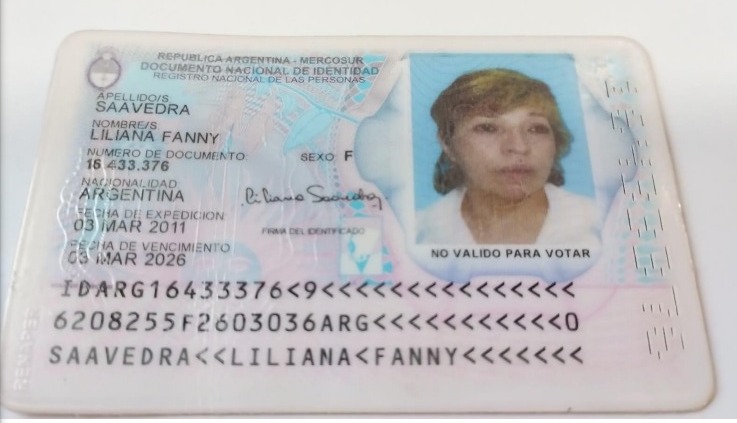 REPUBLICA ARGENTINA - MERCOSUR
DOCUMENTO NACIONAL DE IDENTIDAD
REGISTRO NACIONAL DE LAS PERSONAS
APELLIDO/S
SAAVEDRA
NOMBRE/S
LILIANA FANNY
NUMERO DE DOCUMENTO:
16.433.376
SEXO: F
NACIONALIDAD
ARGENTINA
FECHA DE EXPEDICION
03 MAR 2011
Liliana Saavedra
FIRMA DEL IDENTIFICADO
FECHA DE VENCIMIENTO
03 MAR 2026
NO VALIDO PARA VOTAR
IDARG16433376<9<<<<<<<<<<<<<<<
6208255F2603036ARG<<<<<<<<<<<0
SAAVEDRA<<LILIANA<FANNY<<<<<<<